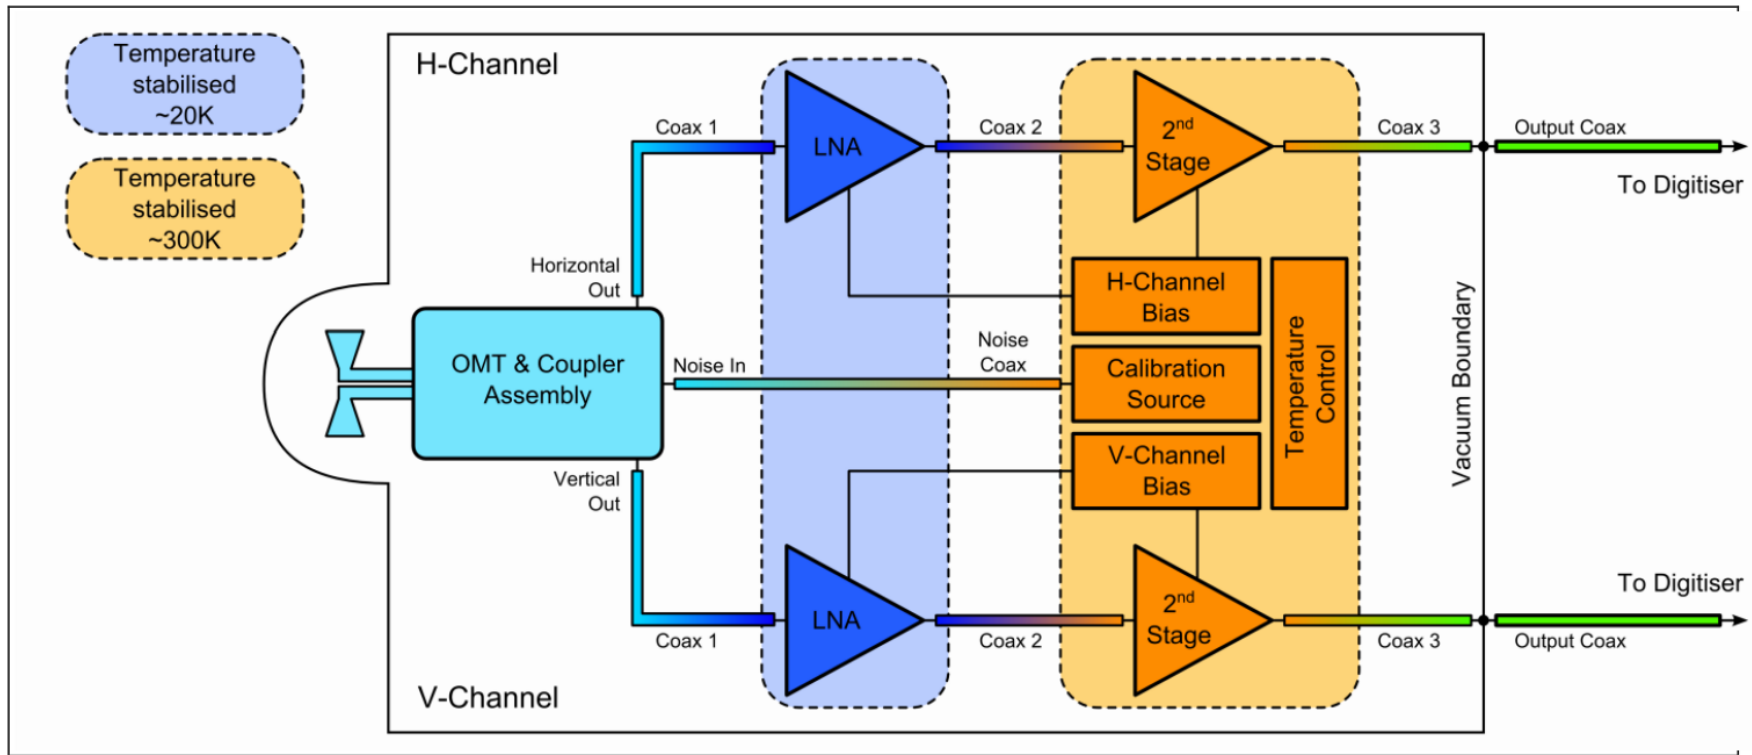 Temperature
stabilised
~20K
Temperature
stabilised
~300K
H-Channel
Coax 1
LNA
Coax 2
2nd
Stage
Coax 3
Output Coax
To Digitiser
Horizontal
Out
H-Channel
Bias
OMT & Coupler
Assembly
Noise In
Noise
Coax
Calibration
Source
Temperature
Control
Vacuum Boundary
Vertical
Out
V-Channel
Bias
LNA
2nd
Stage
To Digitiser
Coax 1
Coax 2
Coax 3
Output Coax
V-Channel